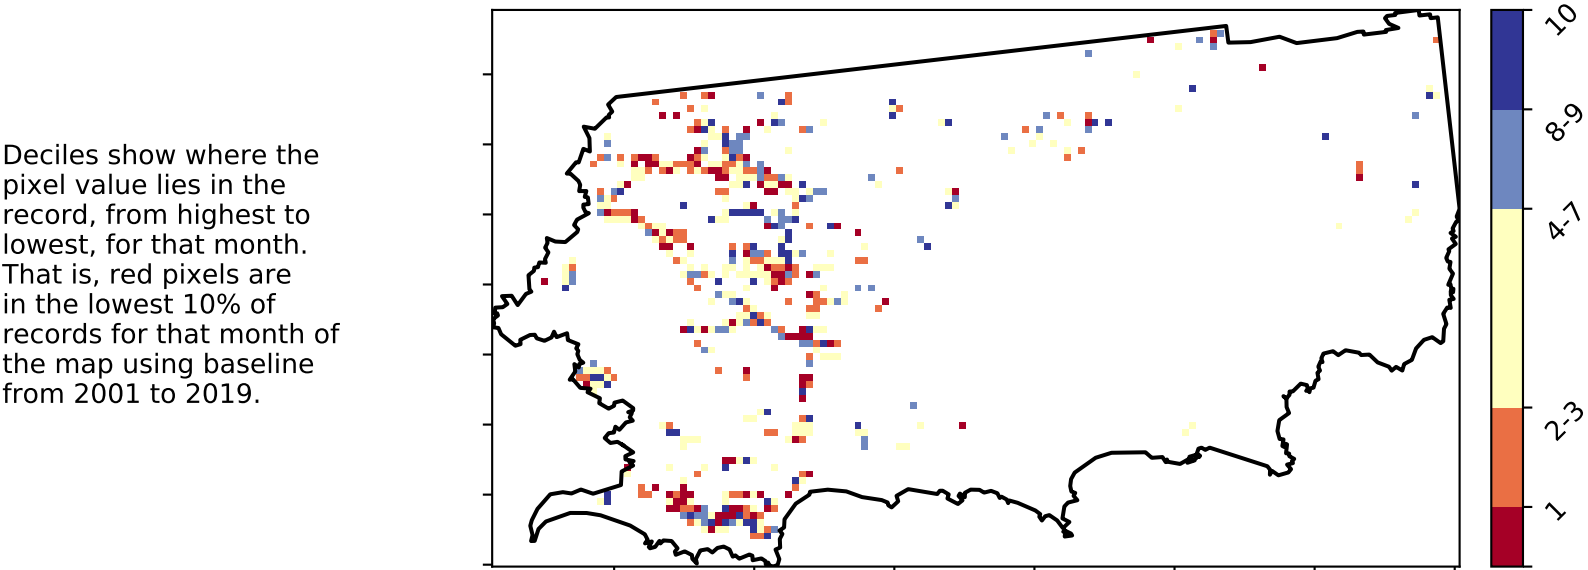 Deciles show where the
pixel value lies in the
record, from highest to
lowest, for that month.
That is, red pixels are
in the lowest 10% of
records for that month of
the map using baseline
from 2001 to 2019.
10
8-9
4-7
2-3
1